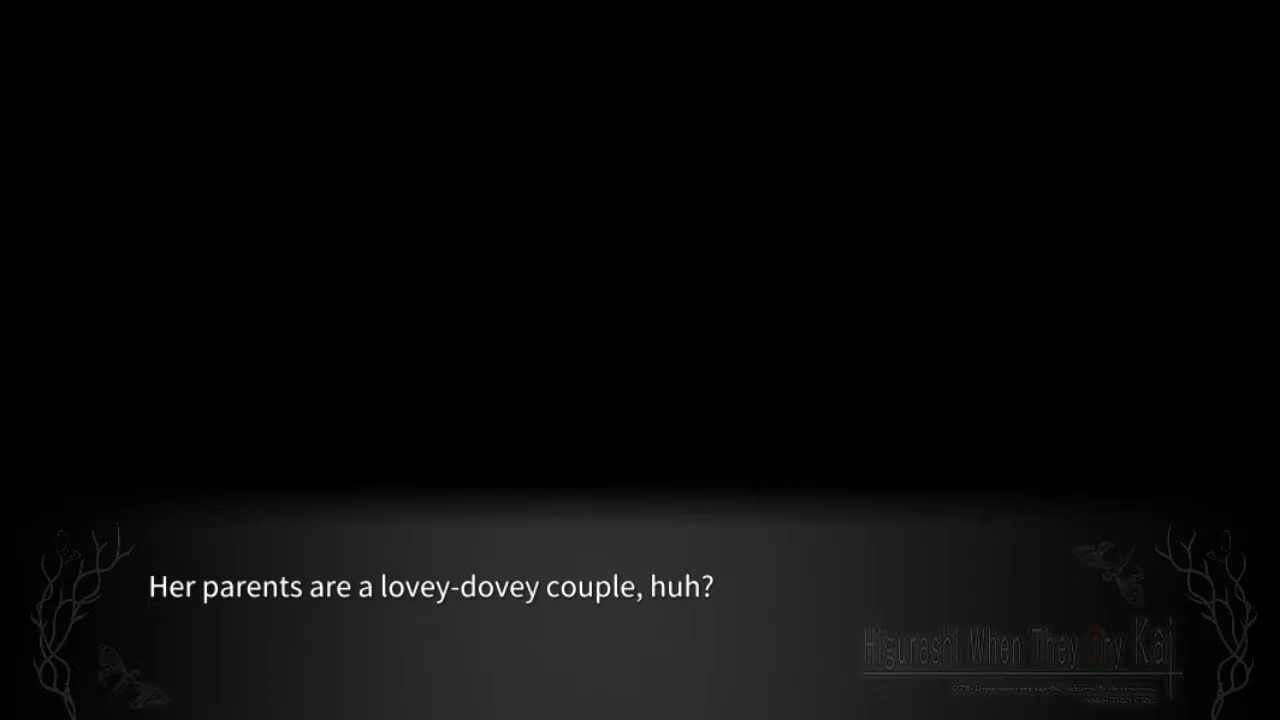 Her parents are a lovey-dovey couple, huh?
Higurashi When They Cry Kai